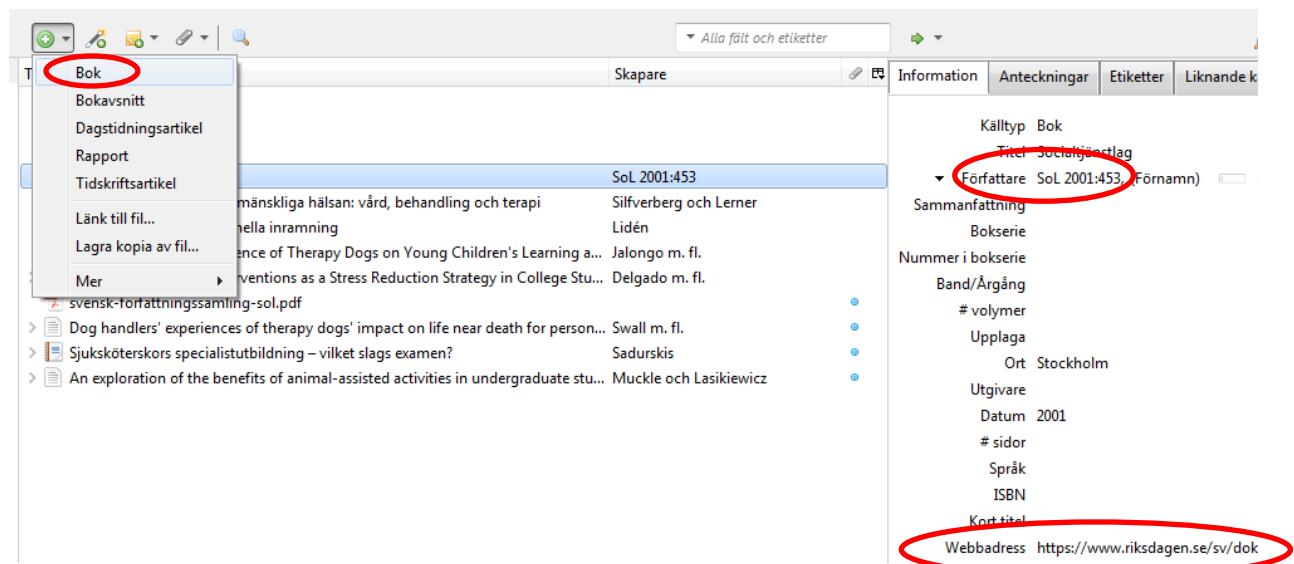 Alla fält och etiketter
T
Skapare
Bok
Bokavsnitt
Dagstidningsartikel
Rapport
Tidskriftsartikel
Länk till fil...
Lagra kopia av fil...
Mer
SoL 2001:453
mänskliga hälsan: vård, behandling och terapi Silfverberg och Lerner
nella inramning Lidén
ence of Therapy Dogs on Young Children's Learning a... Jalongo m. fl.
rventions as a Stress Reduction Strategy in College Stu... Delgado m. fl.
svensk-forfattningssamling-sol.pdf
Dog handlers' experiences of therapy dogs' impact on life near death for person... Swall m. fl.
Sjuksköterskors specialistutbildning – vilket slags examen? Sadurskis
An exploration of the benefits of animal-assisted activities in undergraduate stu... Muckle och Lasikiewicz
Information Anteckningar Etiketter Liknande k
Källtyp Bok
Titel Socialtjänstlag
Författare SoL 2001:453, (Förnamn)
Sammanfattning
Bokserie
Nummer i bokserie
Band/Årgång
# volymer
Upplaga
Ort Stockholm
Utgivare
Datum 2001
# sidor
Språk
ISBN
Kort titel
Webbadress https://www.riksdagen.se/sv/dok